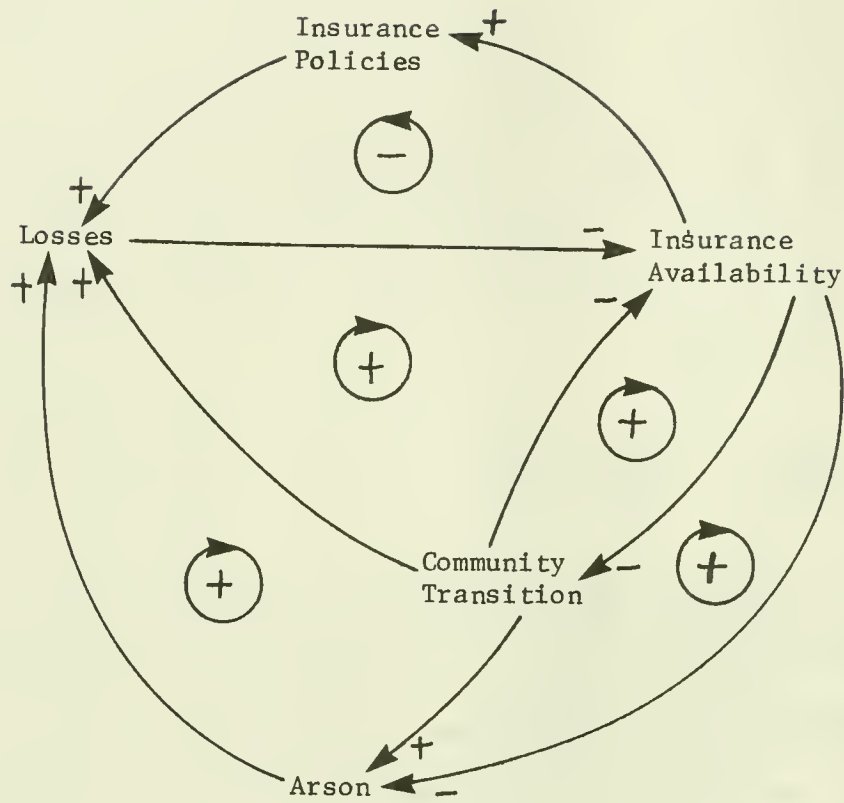 Insurance +
Policies
−
+
Losses − Insurance
+ + − Availability
+
+
Community −
Transition +
+
+
Arson −